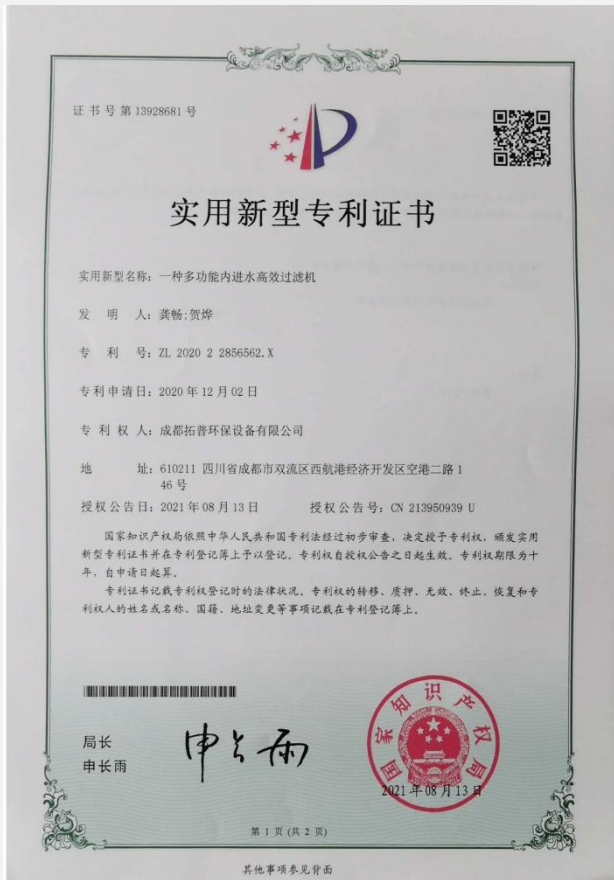 证书号第13928681号
实用新型专利证书
实用新型名称：一种多功能内进水高效过滤机
发明人：龚畅;贺烨
专利号：ZL 2020 2 2856562.X
专利申请日：2020年12月02日
专利权人：成都拓普环保设备有限公司
地址：610211 四川省成都市双流区西航港经济开发区空港二路1
46号
授权公告日：2021年08月13日 授权公告号：CN 213950939 U
国家知识产权局依照中华人民共和国专利法经过初步审查，决定授予专利权，颁发实用
新型专利证书并在专利登记簿上予以登记。专利权自授权公告之日起生效。专利权期限为十
年，自申请日起算。
专利证书记载专利权登记时的法律状况。专利权的转移、质押、无效、终止、恢复和专
利权人的姓名或名称、国籍、地址变更等事项记载在专利登记簿上。
局长
申长雨
申长雨
国家知识产权局
2021年08月13日
第 1 页 (共 2 页)
其他事项参见背面